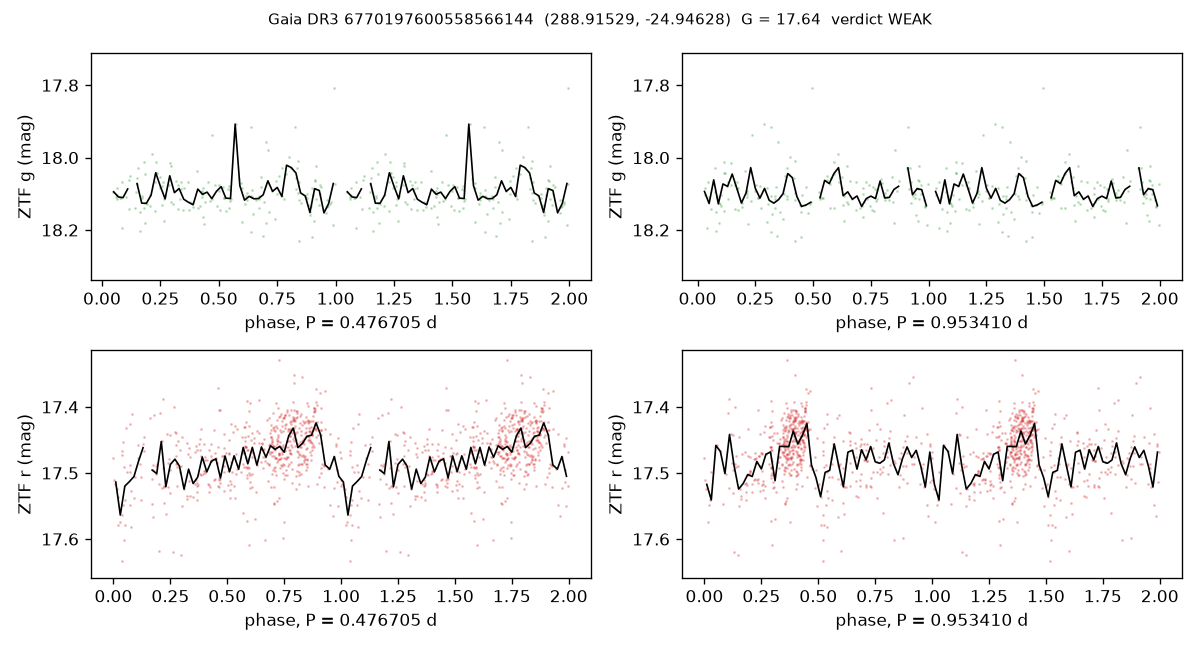 Gaia DR3 6770197600558566144  (288.91529, -24.94628)  G = 17.64  verdict WEAK
ZTF g (mag)
17.8
18.0
18.2
0.00 0.25 0.50 0.75 1.00 1.25 1.50 1.75 2.00
phase, P = 0.476705 d
ZTF g (mag)
17.8
18.0
18.2
0.00 0.25 0.50 0.75 1.00 1.25 1.50 1.75 2.00
phase, P = 0.953410 d
ZTF r (mag)
17.4
17.5
17.6
0.00 0.25 0.50 0.75 1.00 1.25 1.50 1.75 2.00
phase, P = 0.476705 d
ZTF r (mag)
17.4
17.5
17.6
0.00 0.25 0.50 0.75 1.00 1.25 1.50 1.75 2.00
phase, P = 0.953410 d